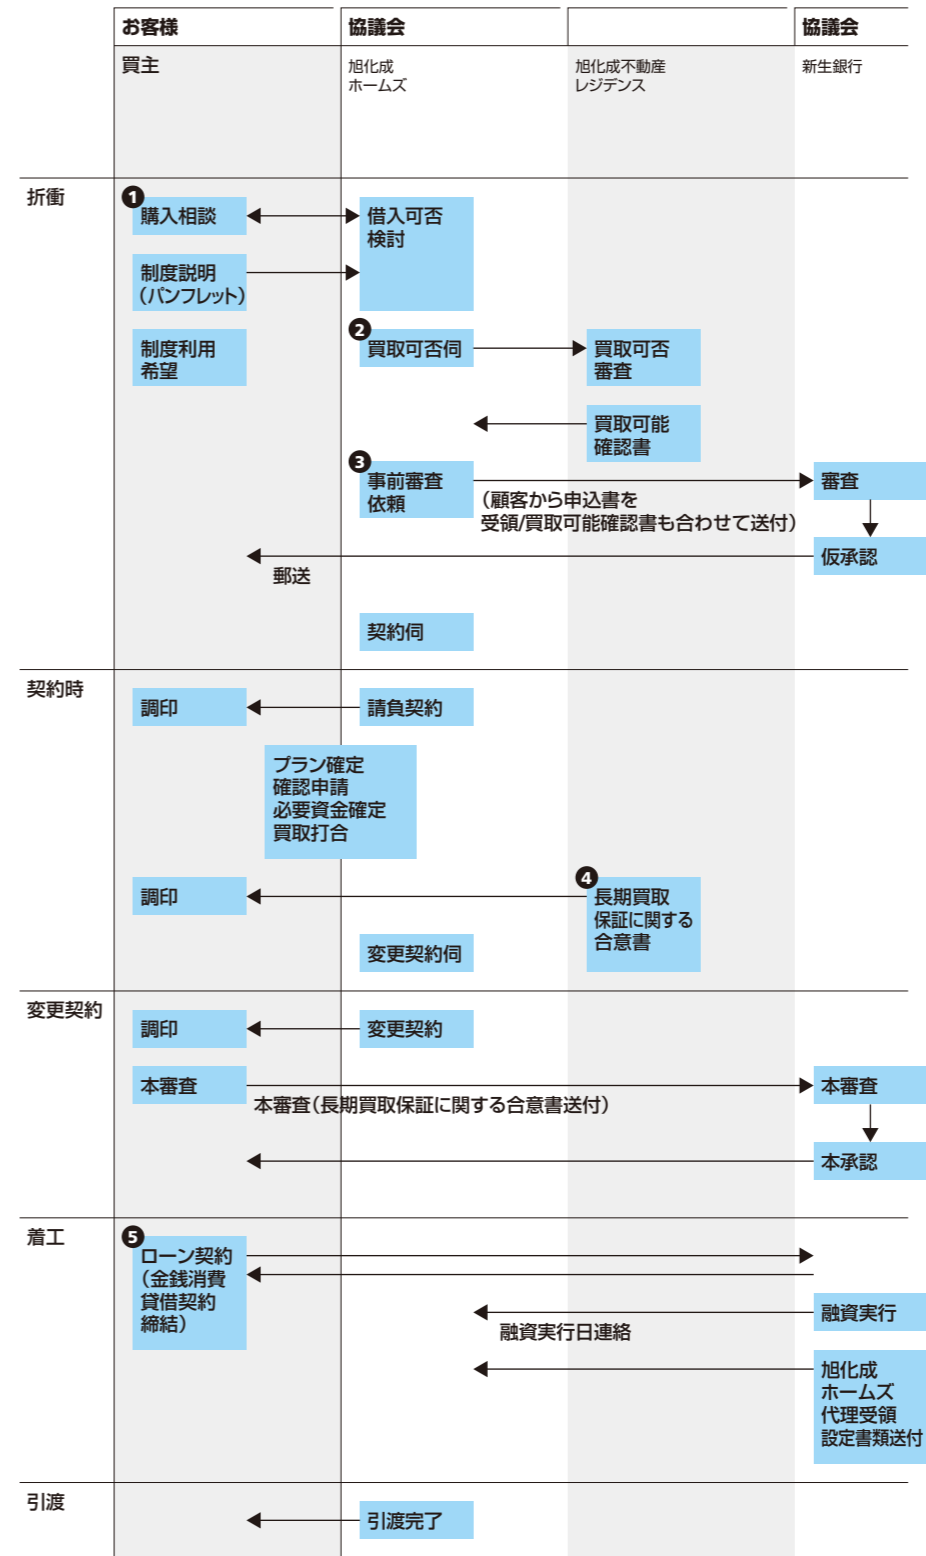 お客様
協議会
協議会
買主
旭化成
ホームズ
旭化成不動産
レジデンス
新生銀行
折衝
❶
購入相談
借入可否
検討
制度説明
（パンフレット）
制度利用
希望
❷
買取可否伺
買取可否
審査
買取可能
確認書
❸
事前審査
依頼
（顧客から申込書を
受領/買取可能確認書も合わせて送付）
審査
仮承認
郵送
契約伺
契約時
調印
請負契約
プラン確定
確認申請
必要資金確定
買取打合
調印
❹
長期買取
保証に関する
合意書
変更契約伺
変更契約
調印
変更契約
本審査
本審査（長期買取保証に関する合意書送付）
本審査
本承認
着工
❺
ローン契約
（金銭消費
貸借契約
締結）
融資実行
融資実行日連絡
旭化成
ホームズ
代理受領
設定書類送付
引渡
引渡完了